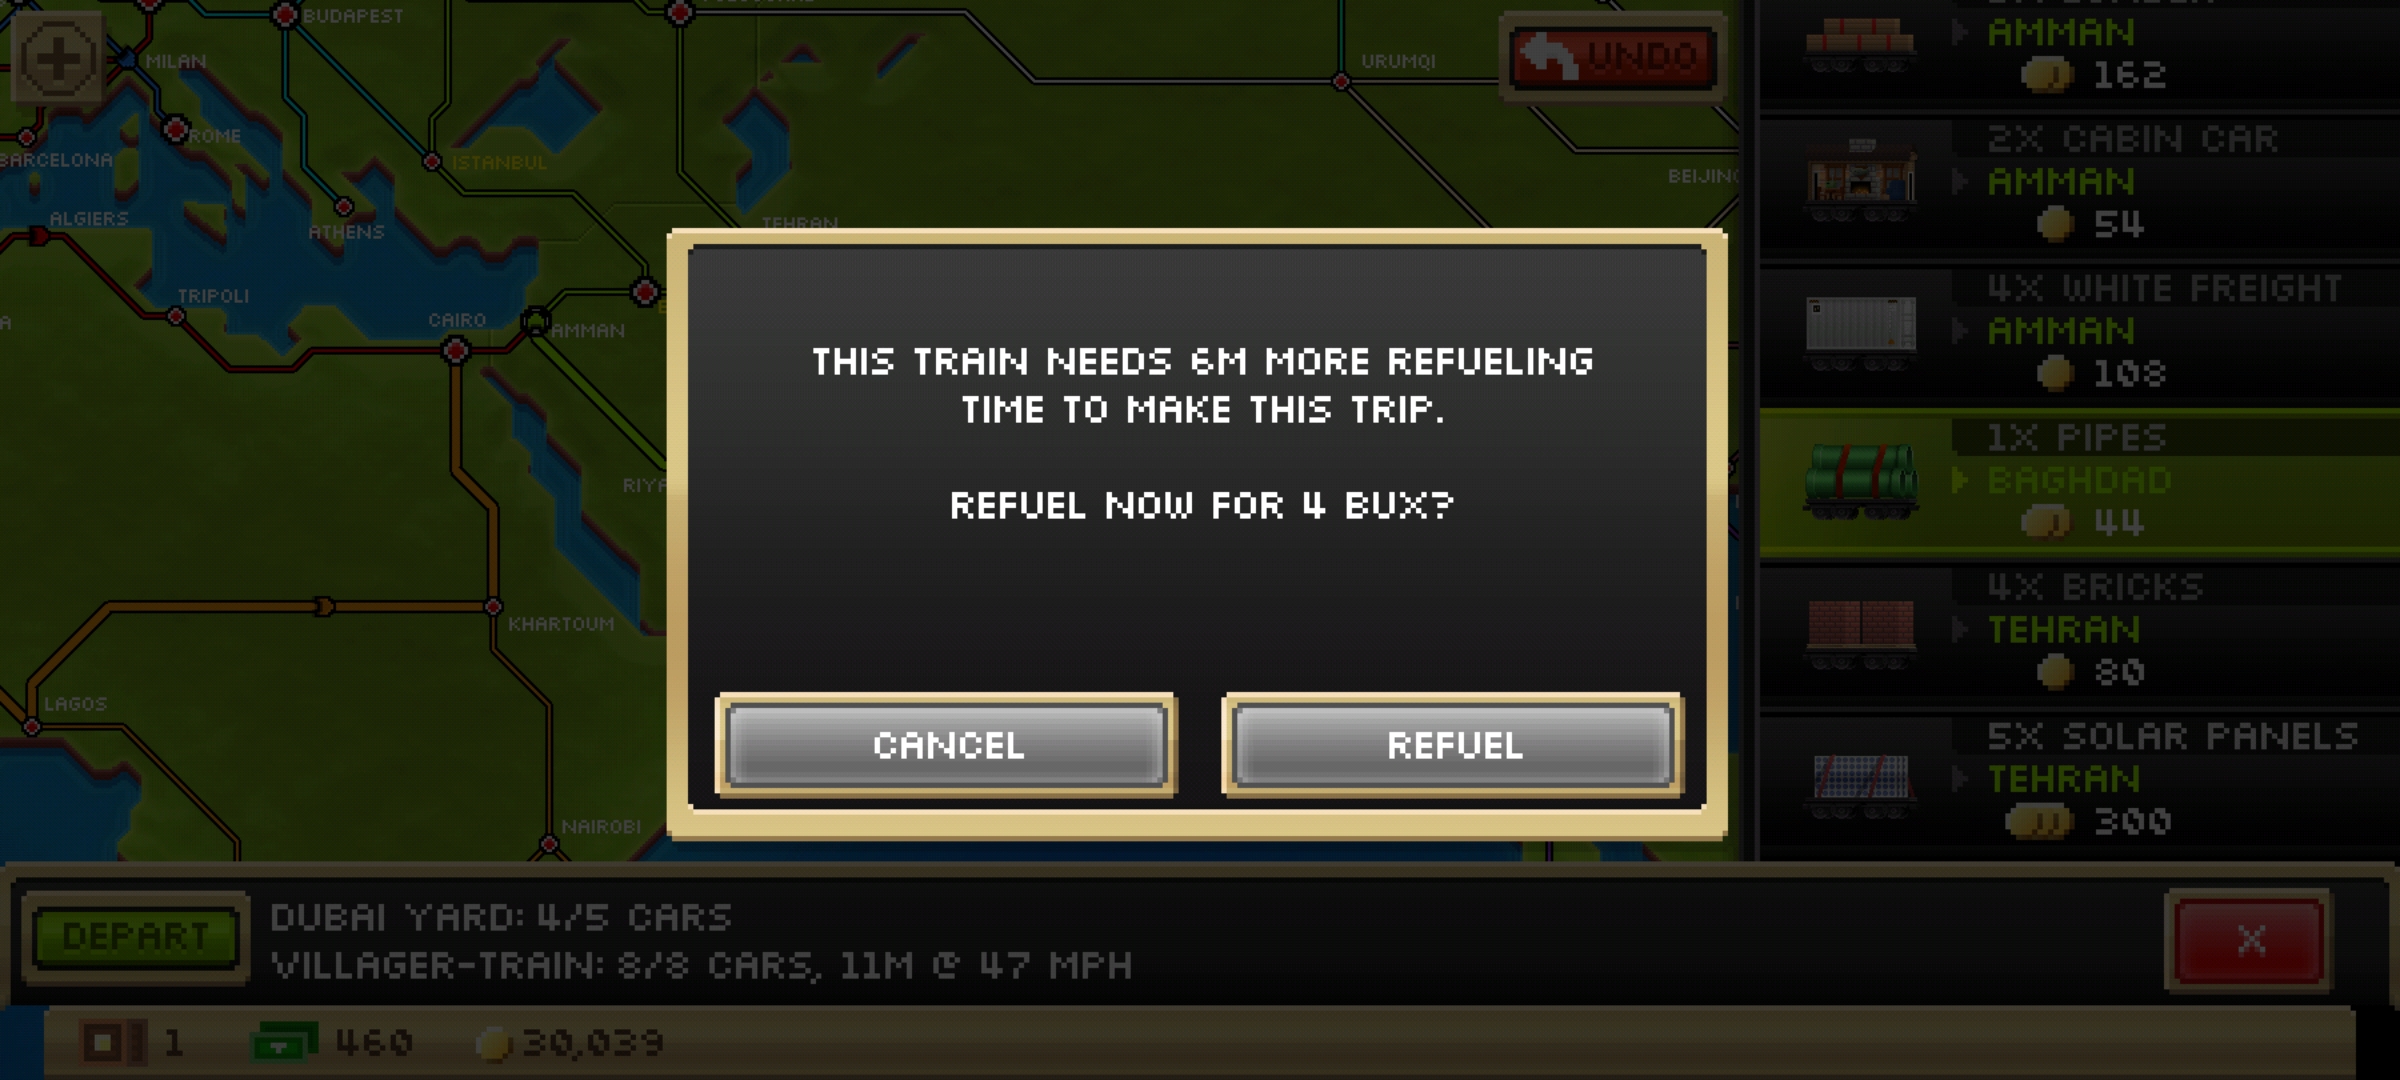 BUDAPEST
MILAN
ROME
BARCELONA
ISTANBUL
ALGIERS
ATHENS
TEHRAN
URUMQI
UNDO
TRIPOLI
CAIRO
AMMAN
KHARTOUM
LAGOS
NAIROBI
THIS TRAIN NEEDS 6M MORE REFUELING
TIME TO MAKE THIS TRIP.
REFUEL NOW FOR 4 BUX?
CANCEL
REFUEL
AMMAN
162
2X CABIN CAR
AMMAN
54
4X WHITE FREIGHT
AMMAN
108
1X PIPES
BAGHDAD
44
4X BRICKS
TEHRAN
80
5X SOLAR PANELS
TEHRAN
300
DEPART
DUBAI YARD: 4/5 CARS
VILLAGER-TRAIN: 8/8 CARS, 11M @ 47 MPH
X
1
460
30,039